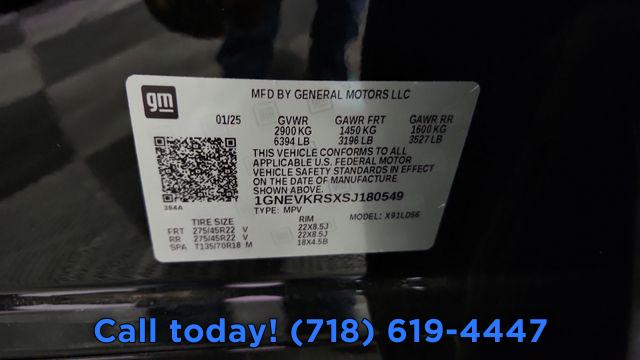 gm
MFD BY GENERAL MOTORS LLC
01/25 GVWR GAWR FRT GAWR RR
2900 KG 1450 KG 1600 KG
6394 LB 3196 LB 3527 LB
THIS VEHICLE CONFORMS TO ALL
APPLICABLE U.S. FEDERAL MOTOR
VEHICLE SAFETY STANDARDS IN EFFECT
ON THE DATE OF MANUFACTURE
SHOWN ABOVE.
1GNEVKRSXSJ180549
TYPE: MPV MODEL: X91LD56
384A
TIRE SIZE RIM
FRT 275/45R22 V 22X8.5J
RR 275/45R22 V 22X8.5J
SPA T135/70R18 M 18X4.5B
Call today! (718) 619-4447